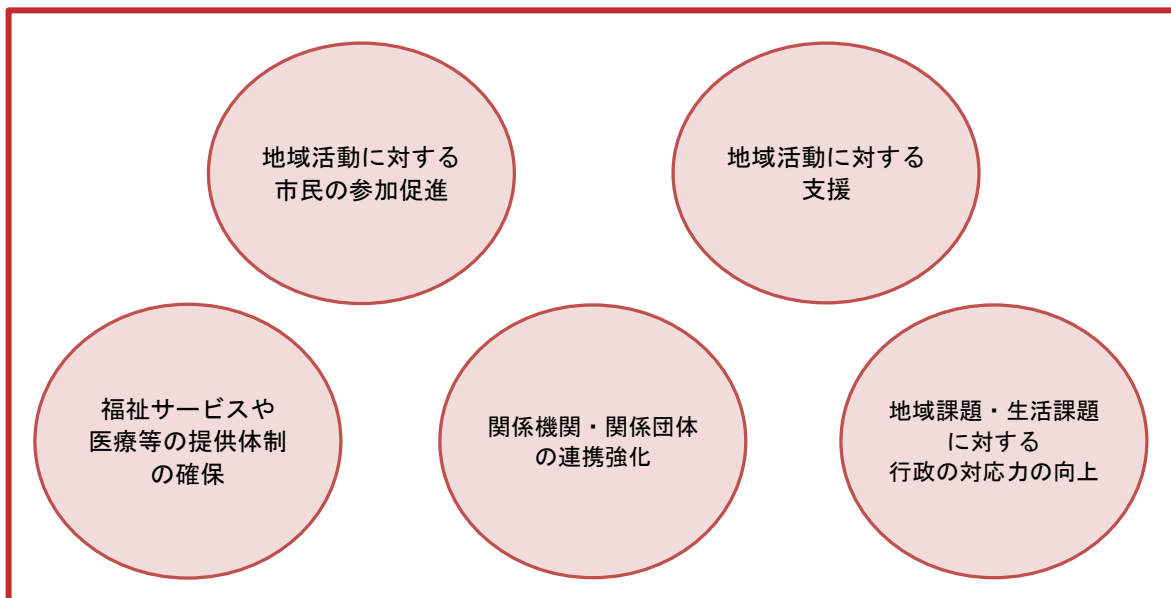 地域活動に対する
市民の参加促進
地域活動に対する
支援
福祉サービスや
医療等の提供体制
の確保
関係機関・関係団体
の連携強化
地域課題・生活課題
に対する
行政の対応力の向上